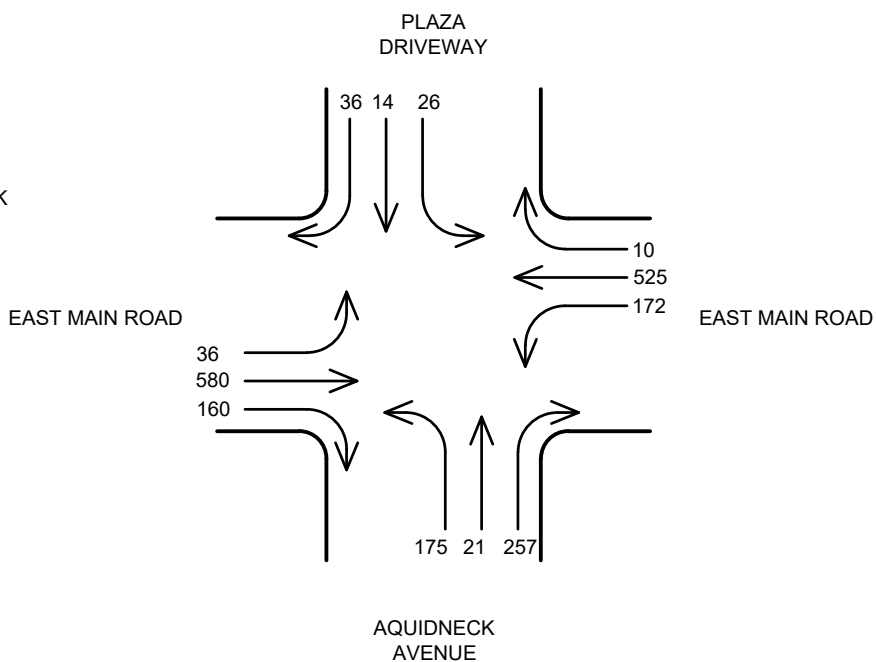 PLAZA
DRIVEWAY
36 14 26
K
10
525
172
EAST MAIN ROAD
EAST MAIN ROAD
36
580
160
175 21 257
AQUIDNECK
AVENUE